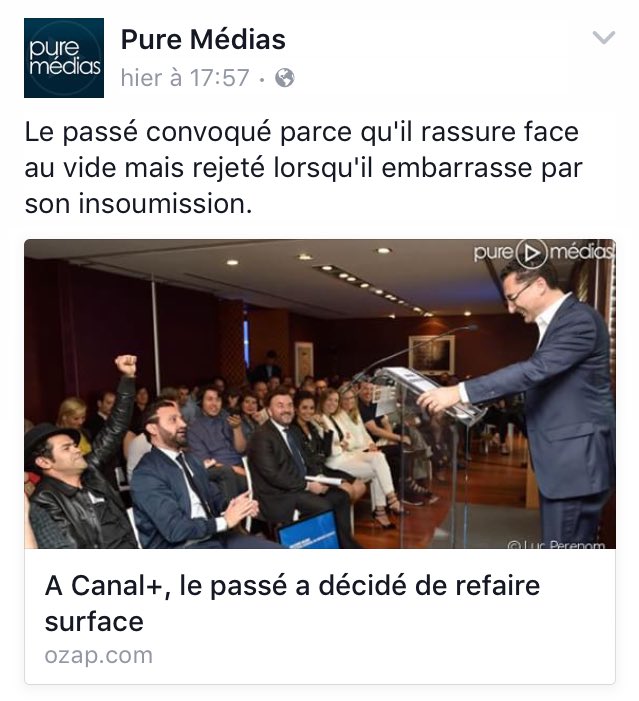 pure
médias
Pure Médias
hier à 17:57 ·
Le passé convoqué parce qu'il rassure face
au vide mais rejeté lorsqu'il embarrasse par
son insoumission.
pure médias
© Luc Perenom
A Canal+, le passé a décidé de refaire
surface
ozap.com